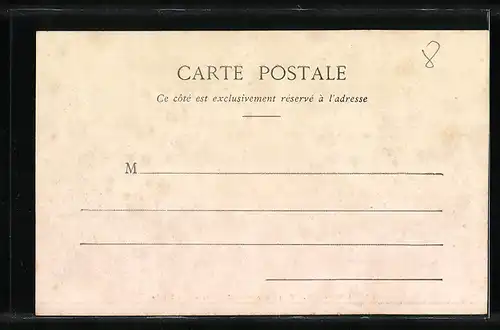 8
CARTE POSTALE
Ce côté est exclusivement réservé à l'adresse
M